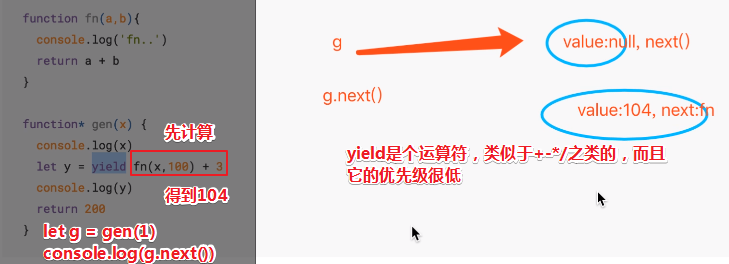 function fn(a,b){
console.log('fn..')
return a + b
}
function* gen(x) {
console.log(x)
let y = yield fn(x,100) + 3
console.log(y)
return 200
}
先计算
得到104
let g = gen(1)
console.log(g.next())
g
value:null, next()
g.next()
value:104, next:fn
yield是个运算符，类似于+-*/之类的，而且
它的优先级很低